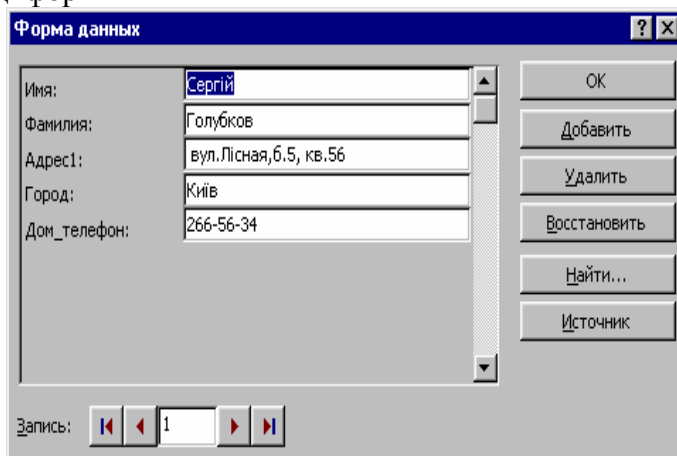 Форма данных
Имя: Сергій
Фамилия: Голубков
Адрес1: вул.Лісная,б.5, кв.56
Город: Київ
Дом_телефон: 266-56-34
OK
Добавить
Удалить
Восстановить
Найти...
Источник
Запись: 1